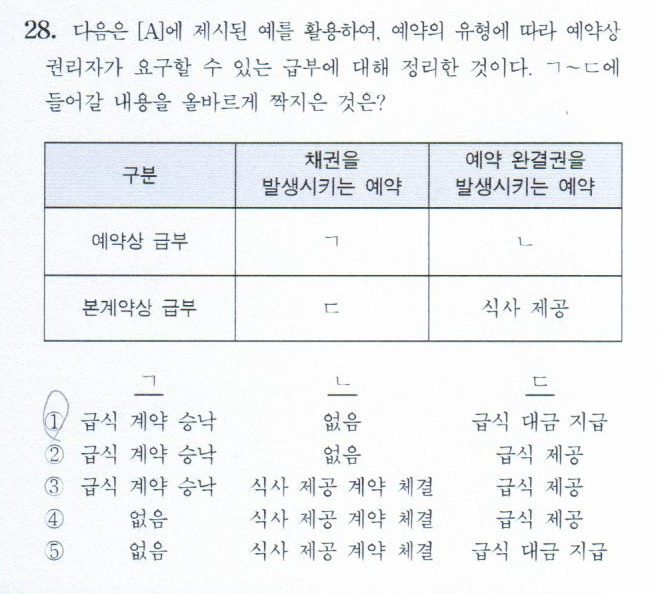 28. 다음은 [A]에 제시된 예를 활용하여, 예약의 유형에 따라 예약상
권리자가 요구할 수 있는 급부에 대해 정리한 것이다. ㄱ~ㄷ에
들어갈 내용을 올바르게 짝지은 것은?
구분 채권을 발생시키는 예약 예약 완결권을 발생시키는 예약
예약상 급부 ㄱ ㄴ
본계약상 급부 ㄷ 식사 제공
ㄱ ㄴ ㄷ
① 급식 계약 승낙 없음 급식 대금 지급
② 급식 계약 승낙 없음 급식 제공
③ 급식 계약 승낙 식사 제공 계약 체결 급식 제공
④ 없음 식사 제공 계약 체결 급식 제공
⑤ 없음 식사 제공 계약 체결 급식 대금 지급